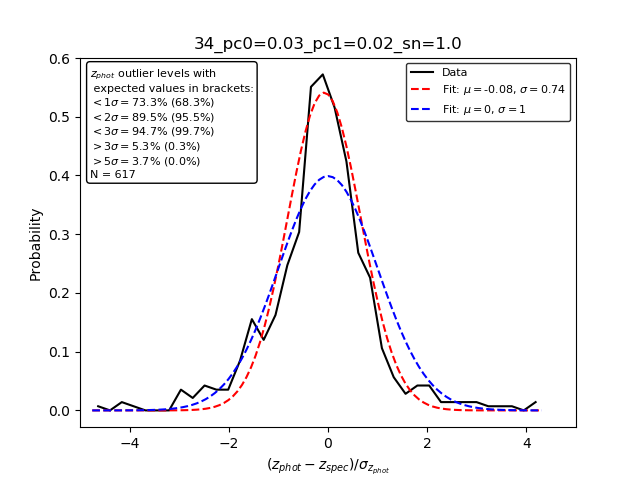 34_pc0=0.03_pc1=0.02_sn=1.0
z_phot outlier levels with
expected values in brackets:
<1σ = 73.3% (68.3%)
<2σ = 89.5% (95.5%)
<3σ = 94.7% (99.7%)
>3σ = 5.3% (0.3%)
>5σ = 3.7% (0.0%)
N = 617
Data
Fit: μ = -0.08, σ = 0.74
Fit: μ = 0, σ = 1
Probability
0.6
0.5
0.4
0.3
0.2
0.1
0.0
−4 −2 0 2 4
(z_phot − z_spec)/σ_z_phot